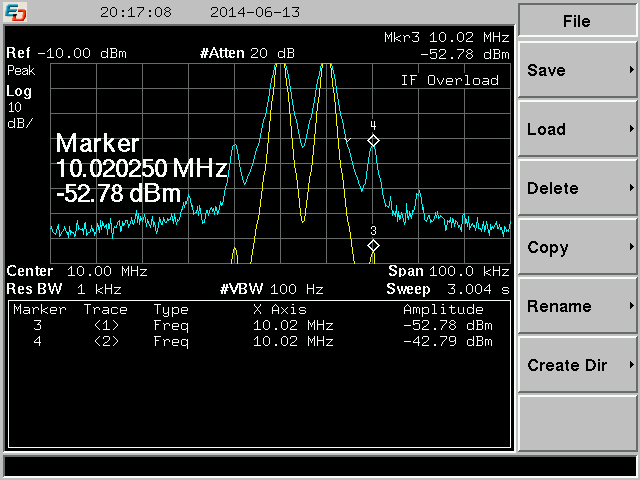 ED 20:17:08 2014-06-13
Mkr3 10.02 MHz
Ref -10.00 dBm #Atten 20 dB -52.78 dBm
Peak
Log
10
dB/
IF Overload
4
Marker
10.020250 MHz
-52.78 dBm
3
Center 10.00 MHz Span 100.0 kHz
Res BW 1 kHz #VBW 100 Hz Sweep 3.004 s
Marker Trace Type X Axis Amplitude
3 <1> Freq 10.02 MHz -52.78 dBm
4 <2> Freq 10.02 MHz -42.79 dBm
File
Save
Load
Delete
Copy
Rename
Create Dir